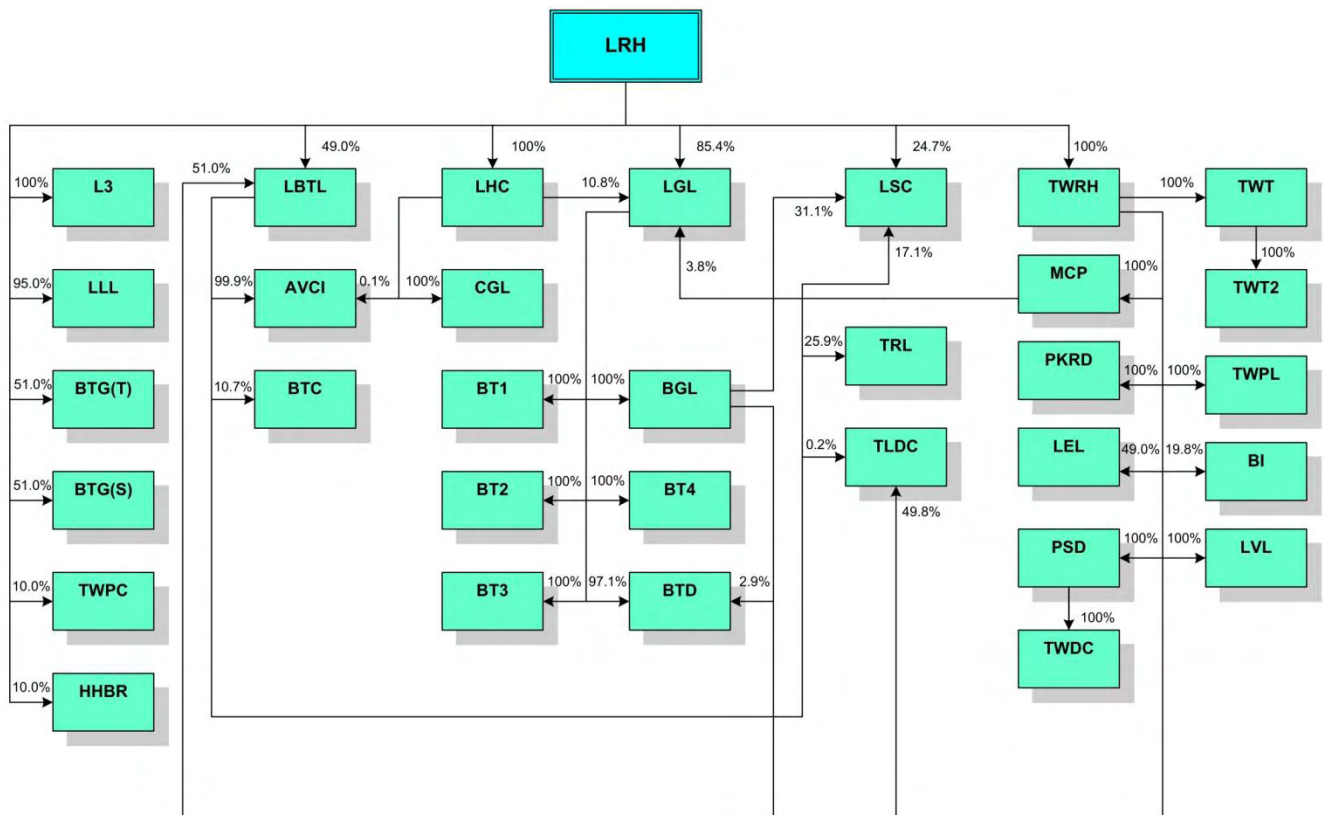 LRH
49.0%
100%
85.4%
24.7%
100%
100%
L3
51.0%
LBTL
LHC
10.8%
LGL
31.1%
LSC
TWRH
100%
TWT
17.1%
95.0%
LLL
99.9%
AVCI
0.1%
100%
CGL
3.8%
MCP
100%
100%
TWT2
51.0%
BTG(T)
10.7%
BTC
BT1
100%
100%
BGL
25.9%
TRL
PKRD
100%
100%
TWPL
51.0%
BTG(S)
BT2
100%
100%
BT4
0.2%
TLDC
49.8%
LEL
49.0%
19.8%
BI
10.0%
TWPC
BT3
100%
97.1%
BTD
2.9%
PSD
100%
100%
LVL
100%
TWDC
10.0%
HHBR